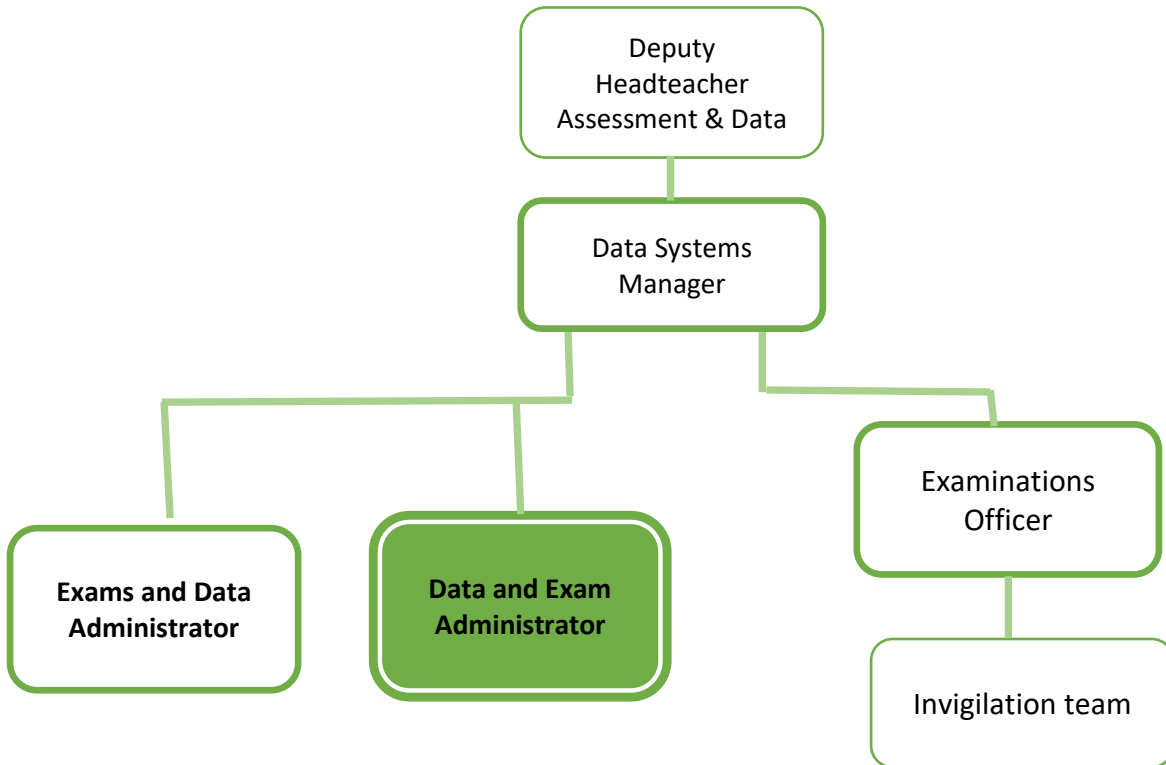 Deputy
Headteacher
Assessment & Data
Data Systems
Manager
Examinations
Officer
Exams and Data
Administrator
Data and Exam
Administrator
Invigilation team